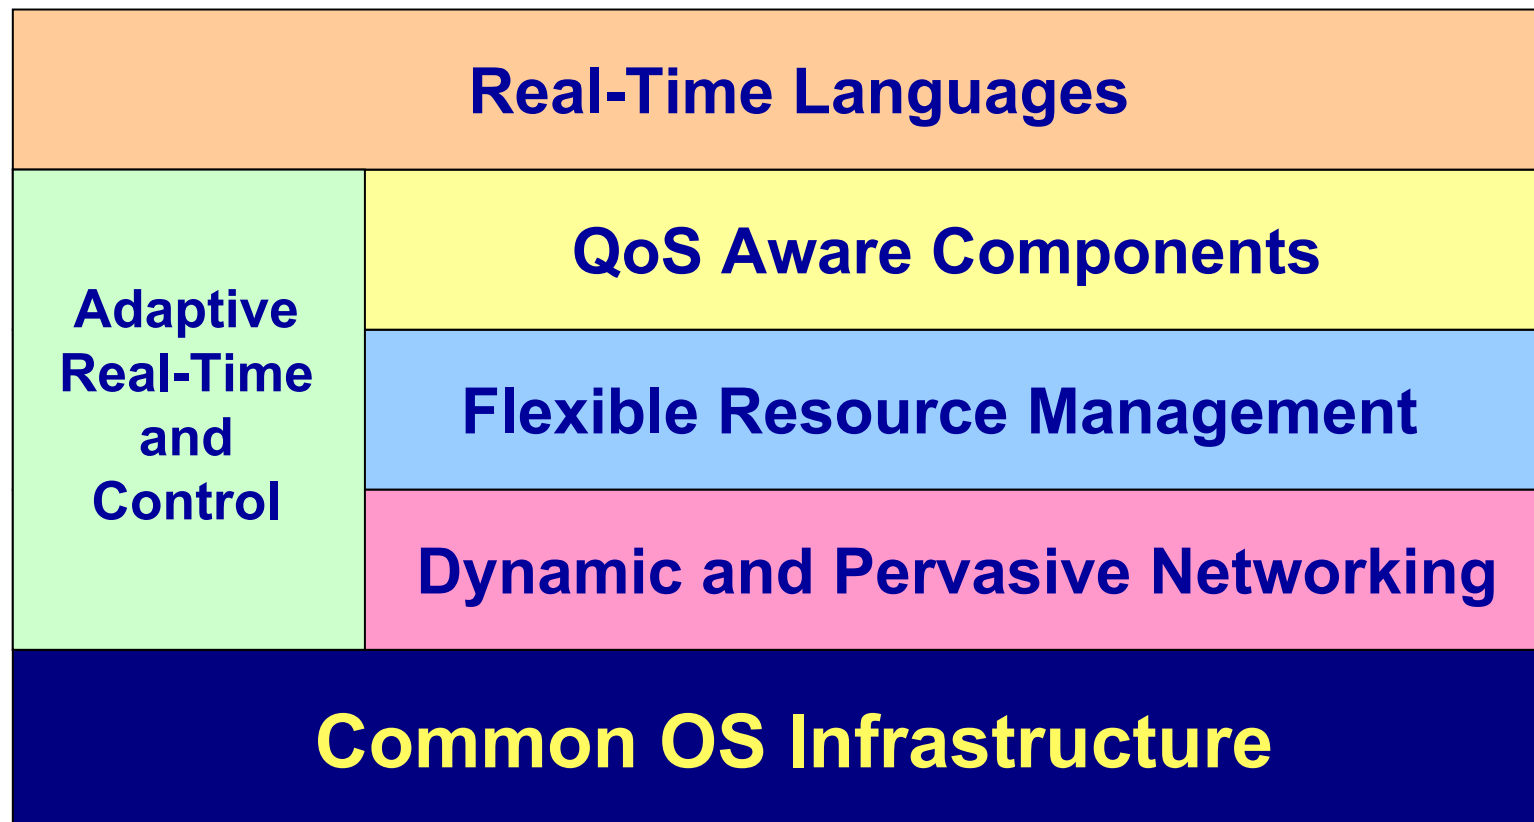 Real-Time Languages
Adaptive
Real-Time
and
Control
QoS Aware Components
Flexible Resource Management
Dynamic and Pervasive Networking
Common OS Infrastructure